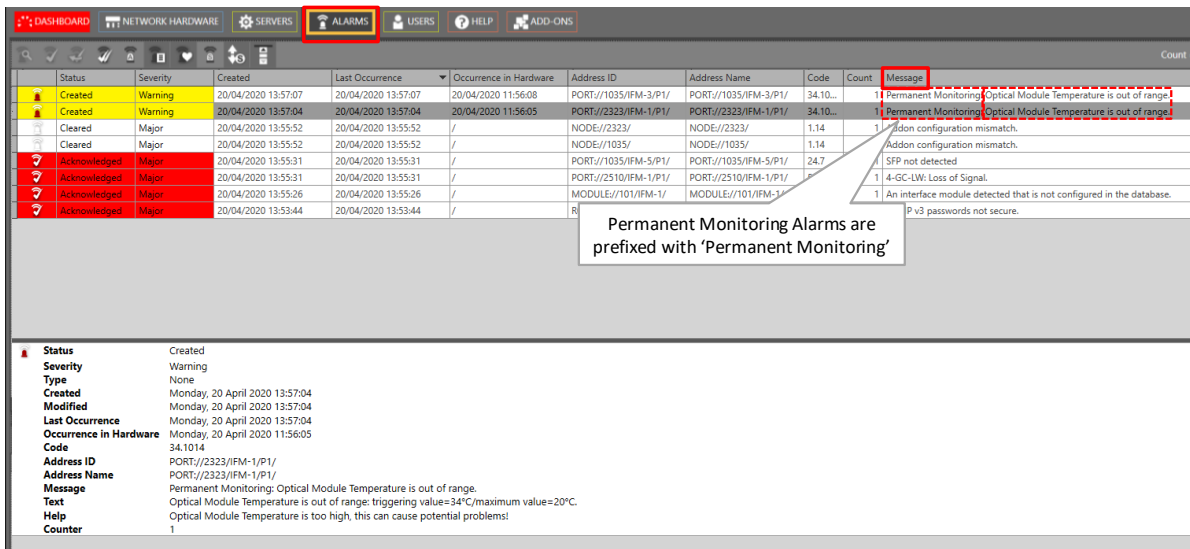 DASHBOARD NETWORK HARDWARE SERVERS ALARMS USERS HELP ADD-ONS
Count
Status Severity Created Last Occurrence Occurrence in Hardware Address ID Address Name Code Count Message
Created Warning 20/04/2020 13:57:07 20/04/2020 13:57:07 20/04/2020 11:56:08 PORT://1035/IFM-3/P1/ PORT://1035/IFM-3/P1/ 34.10... 1 Permanent Monitoring: Optical Module Temperature is out of range.
Created Warning 20/04/2020 13:57:04 20/04/2020 13:57:04 20/04/2020 11:56:05 PORT://2323/IFM-1/P1/ PORT://2323/IFM-1/P1/ 34.10... 1 Permanent Monitoring: Optical Module Temperature is out of range.
Cleared Major 20/04/2020 13:55:52 20/04/2020 13:55:52 / NODE://2323/ NODE://2323/ 1.14 1 Addon configuration mismatch.
Cleared Major 20/04/2020 13:55:52 20/04/2020 13:55:52 / NODE://1035/ NODE://1035/ 1.14 Addon configuration mismatch.
Acknowledged Major 20/04/2020 13:55:31 20/04/2020 13:55:31 / PORT://1035/IFM-5/P1/ PORT://1035/IFM-5/P1/ 24.7 1 SFP not detected
Acknowledged Major 20/04/2020 13:55:31 20/04/2020 13:55:31 / PORT://2510/IFM-1/P1/ PORT://2510/IFM-1/P1/ 1 4-GC-LW: Loss of Signal.
Acknowledged Major 20/04/2020 13:55:26 20/04/2020 13:55:26 / MODULE://101/IFM-1/ MODULE://101/IFM-1/ 1 An interface module detected that is not configured in the database.
Acknowledged Major 20/04/2020 13:53:44 20/04/2020 13:53:44 / P v3 passwords not secure.
Permanent Monitoring Alarms are
prefixed with ‘Permanent Monitoring’
Status Created
Severity Warning
Type None
Created Monday, 20 April 2020 13:57:04
Modified Monday, 20 April 2020 13:57:04
Last Occurrence Monday, 20 April 2020 13:57:04
Occurrence in Hardware Monday, 20 April 2020 11:56:05
Code 34.1014
Address ID PORT://2323/IFM-1/P1/
Address Name PORT://2323/IFM-1/P1/
Message Permanent Monitoring: Optical Module Temperature is out of range.
Text Optical Module Temperature is out of range: triggering value=34°C/maximum value=20°C.
Help Optical Module Temperature is too high, this can cause potential problems!
Counter 1